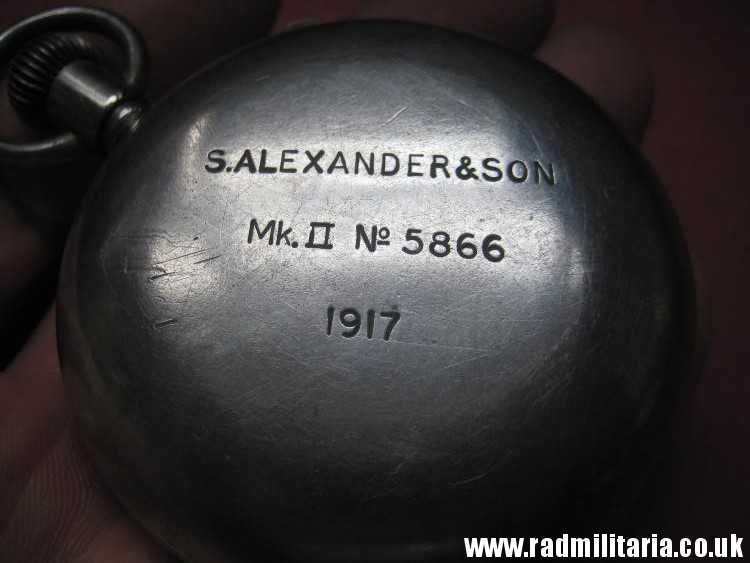 S.ALEXANDER&SON
Mk.II № 5866
1917
www.radmilitaria.co.uk